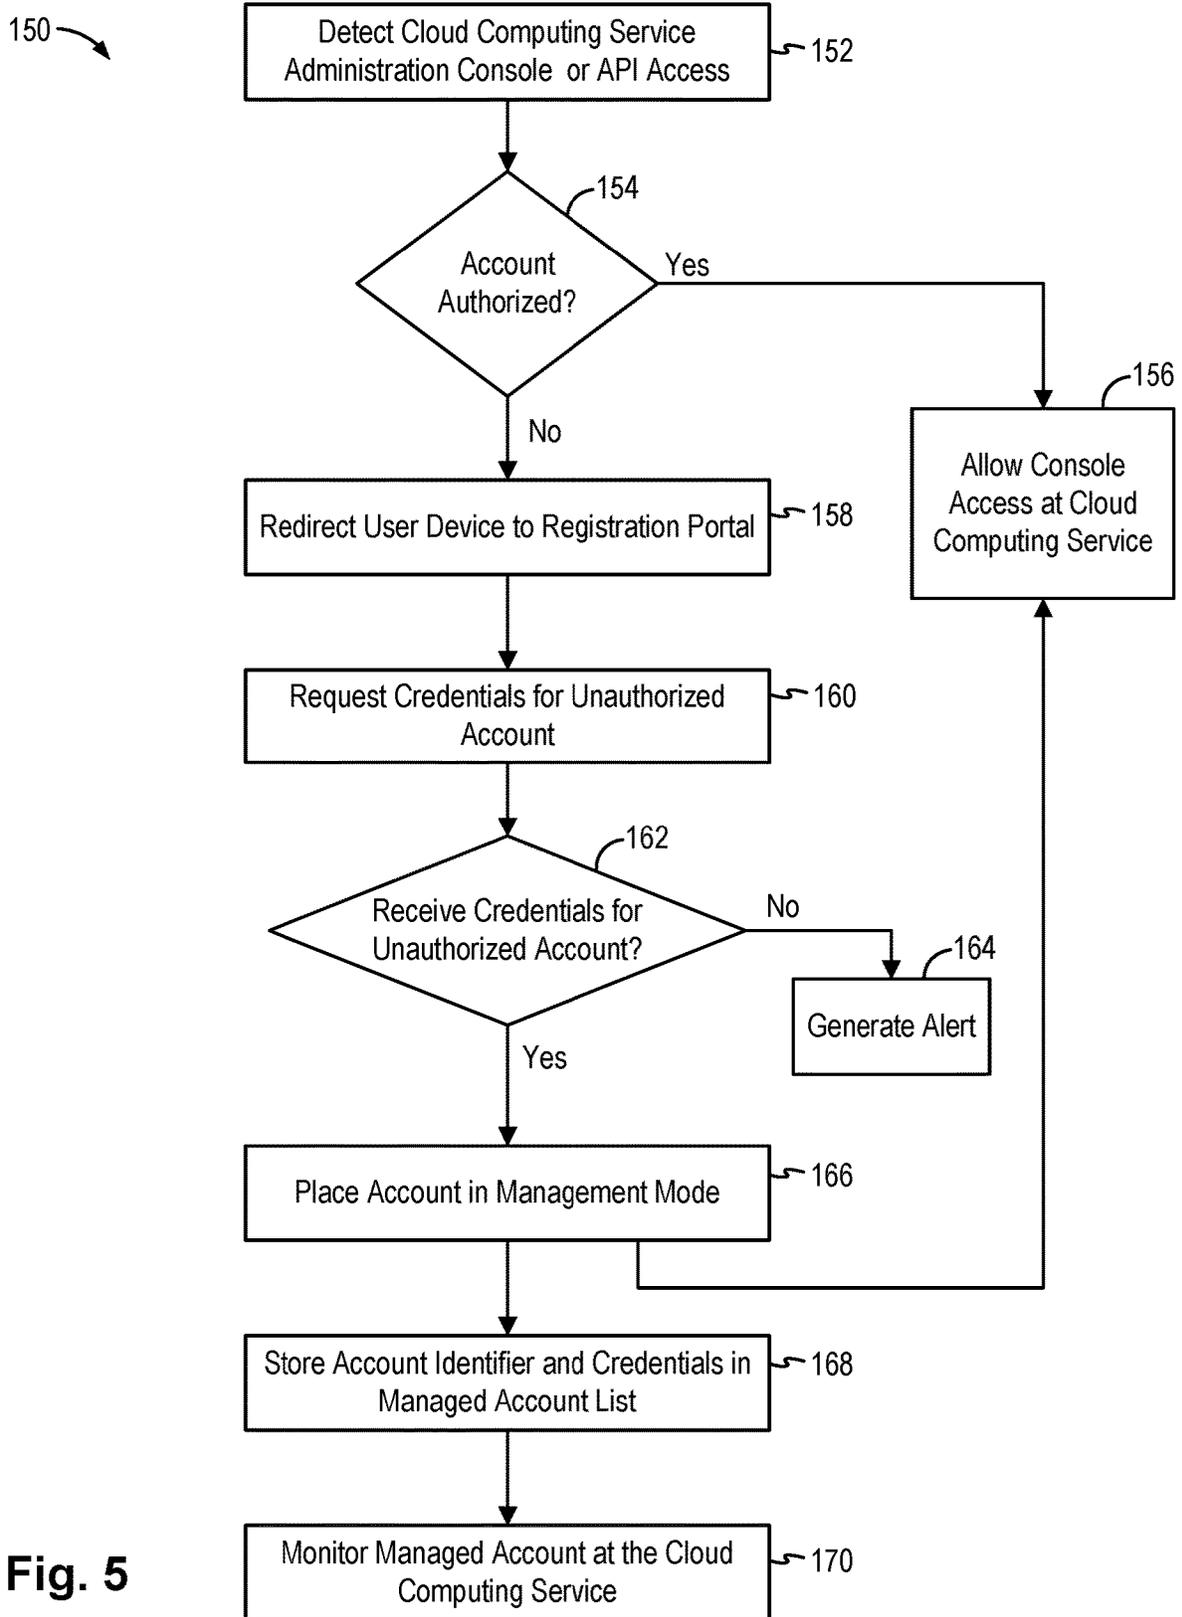 150
Detect Cloud Computing Service
Administration Console or API Access
152
154
Account
Authorized?
Yes
156
No
Allow Console
Access at Cloud
Computing Service
Redirect User Device to Registration Portal
158
Request Credentials for Unauthorized
Account
160
162
Receive Credentials for
Unauthorized Account?
No
164
Generate Alert
Yes
Place Account in Management Mode
166
Store Account Identifier and Credentials in
Managed Account List
168
Monitor Managed Account at the Cloud
Computing Service
170
Fig. 5